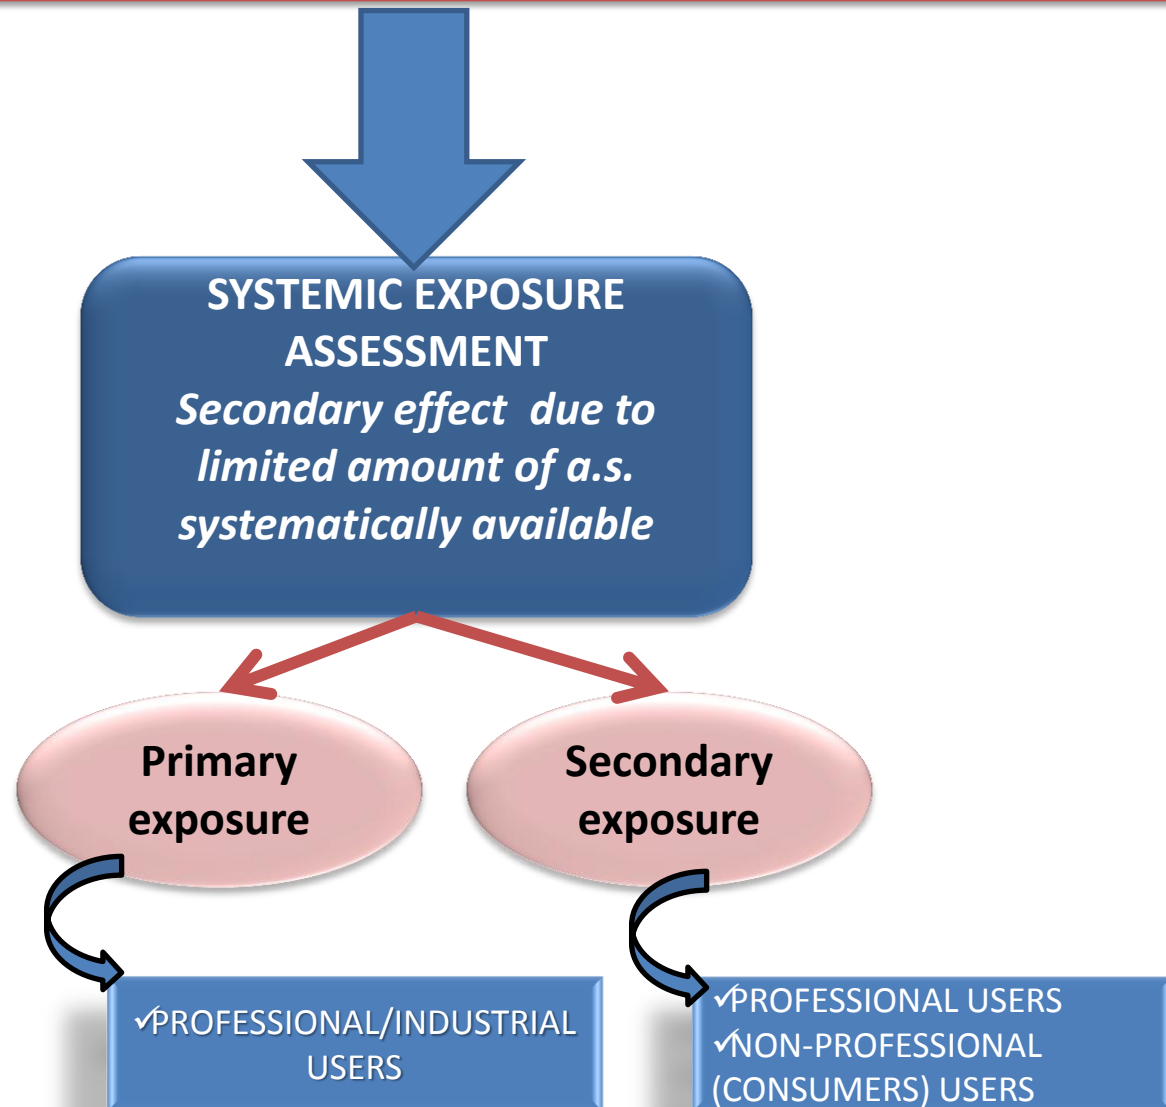 SYSTEMIC EXPOSURE
ASSESSMENT
Secondary effect due to
limited amount of a.s.
systematically available
Primary
exposure
Secondary
exposure
✓PROFESSIONAL/INDUSTRIAL
USERS
✓PROFESSIONAL USERS
✓NON-PROFESSIONAL
(CONSUMERS) USERS